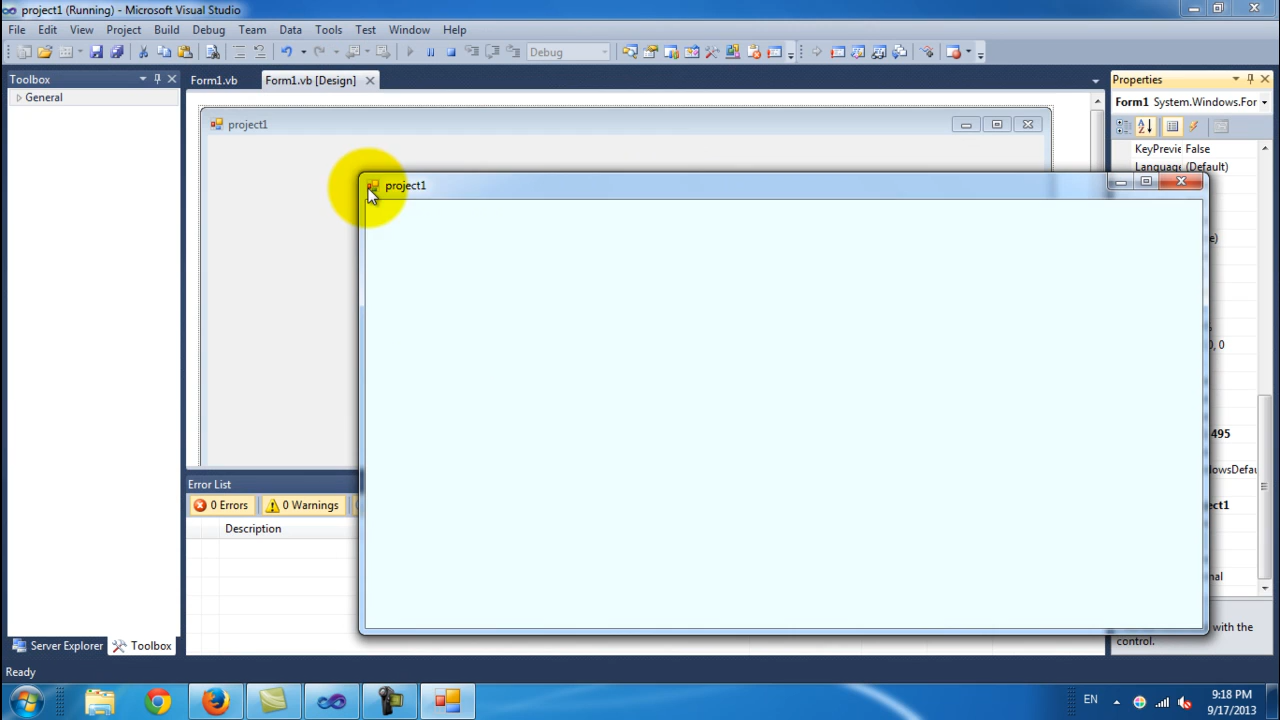 project1 (Running) - Microsoft Visual Studio
File Edit View Project Build Debug Team Data Tools Test Window Help
Debug
Toolbox
General
Form1.vb
Form1.vb [Design]
project1
project1
Properties
Form1 System.Windows.For
KeyPrevie False
Language (Default)
0, 0
495
Error List
0 Errors
0 Warnings
Description
with the
control.
Server Explorer
Toolbox
Ready
EN
9:18 PM
9/17/2013